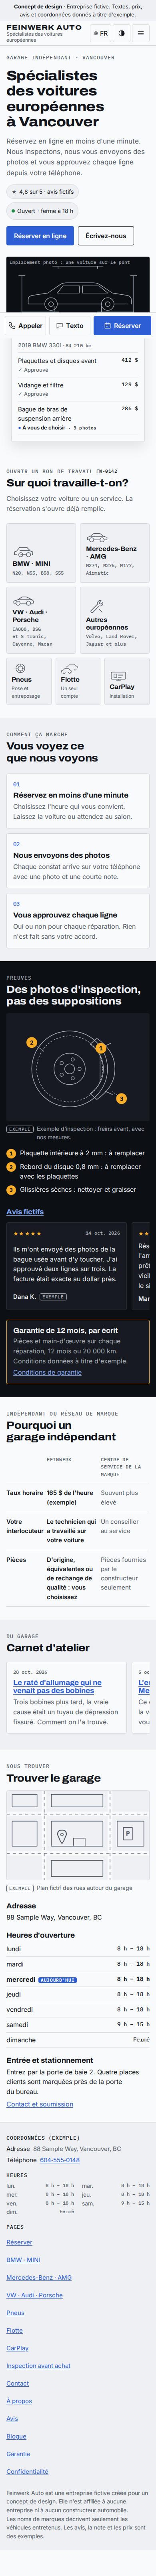 Concept de design · Entreprise fictive. Textes, prix,
avis et coordonnées donnés à titre d'exemple.
FEINWERK AUTO
Spécialistes des voitures
européennes
FR
GARAGE INDÉPENDANT · VANCOUVER
Spécialistes
des voitures
européennes
à Vancouver
Réservez en ligne en moins d'une minute.
Nous inspectons, nous vous envoyons des
photos et vous approuvez chaque ligne
depuis votre téléphone.
★ 4,8 sur 5 · avis fictifs
Ouvert · ferme à 18 h
Réserver en ligne
Écrivez-nous
Emplacement photo : une voiture sur le pont
Appeler
Texto
Réserver
2019 BMW 330i · 84 210 km
Plaquettes et disques avant
412 $
✓ Approuvé
Vidange et filtre
129 $
✓ Approuvé
Bague de bras de
suspension arrière
286 $
+ À vous de choisir · 3 photos
OUVRIR UN BON DE TRAVAIL FW-0142
Sur quoi travaille-t-on?
Choisissez votre voiture ou un service. La
réservation s'ouvre déjà remplie.
BMW · MINI
N20, N55, B58, S55
Mercedes-Benz
· AMG
M274, M276, M177,
Airmatic
VW · Audi ·
Porsche
EA888, DSG
et S tronic,
Cayenne, Macan
Autres
européennes
Volvo, Land Rover,
Jaguar et plus
Pneus
Pose et
entreposage
Flotte
Un seul
compte
CarPlay
Installation
COMMENT ÇA MARCHE
Vous voyez ce
que nous voyons
01
Réservez en moins d'une minute
Choisissez l'heure qui vous convient.
Laissez la voiture ou attendez au salon.
02
Nous envoyons des photos
Chaque constat arrive sur votre téléphone
avec une photo et une courte note.
03
Vous approuvez chaque ligne
Oui ou non pour chaque réparation. Rien
n'est fait sans votre accord.
PREUVES
Des photos d'inspection,
pas des suppositions
2
1
3
EXEMPLE
Exemple d'inspection : freins avant, avec
nos mesures.
1 Plaquette intérieure à 2 mm : à remplacer
2 Rebord du disque 0,8 mm : à remplacer
avec les plaquettes
3 Glissières sèches : nettoyer et graisser
Avis fictifs
★★★★★
14 oct. 2026
Ils m'ont envoyé des photos de la
bague usée avant d'y toucher. J'ai
approuvé deux lignes sur trois. La
facture était exacte au dollar près.
Dana K. EXEMPLE
Garantie de 12 mois, par écrit
Pièces et main-d'œuvre sur chaque
réparation, 12 mois ou 20 000 km.
Conditions données à titre d'exemple.
Conditions de garantie
INDÉPENDANT OU RÉSEAU DE MARQUE
Pourquoi un
garage indépendant
FEINWERK
CENTRE DE
SERVICE DE LA
MARQUE
Taux horaire
165 $ de l'heure
(exemple)
Souvent plus
élevé
Votre
interlocuteur
Le technicien qui
a travaillé sur
votre voiture
Un conseiller
au service
Pièces
D'origine,
équivalentes ou
de rechange de
qualité : vous
choisissez
Pièces fournies
par le
constructeur
seulement
DU GARAGE
Carnet d'atelier
20 oct. 2026
Le raté d'allumage qui ne
venait pas des bobines
Trois bobines plus tard, la vraie
cause était un tuyau de dépression
fissuré. Comment on l'a trouvé.
NOUS TROUVER
Trouver le garage
P
EXEMPLE
Plan fictif des rues autour du garage
Adresse
88 Sample Way, Vancouver, BC
Heures d'ouverture
lundi 8 h – 18 h
mardi 8 h – 18 h
mercredi AUJOURD'HUI 8 h – 18 h
jeudi 8 h – 18 h
vendredi 8 h – 18 h
samedi 9 h – 15 h
dimanche Fermé
Entrée et stationnement
Entrez par la porte de baie 2. Quatre places
clients sont marquées près de la porte
du bureau.
Contact et soumission
COORDONNÉES (EXEMPLE)
Adresse 88 Sample Way, Vancouver, BC
Téléphone 604-555-0148
HEURES
lun. 8 h – 18 h
mar. 8 h – 18 h
mer. 8 h – 18 h
jeu. 8 h – 18 h
ven. 8 h – 18 h
sam. 9 h – 15 h
dim. Fermé
PAGES
Réserver
BMW · MINI
Mercedes-Benz · AMG
VW · Audi · Porsche
Pneus
Flotte
CarPlay
Inspection avant achat
Contact
À propos
Avis
Blogue
Garantie
Confidentialité
Feinwerk Auto est une entreprise fictive créée pour un
concept de design. Elle n'est affiliée à aucune
entreprise ni à aucun constructeur automobile.
Les noms de marques décrivent seulement les
véhicules entretenus. Les avis, la note et les prix sont
des exemples.